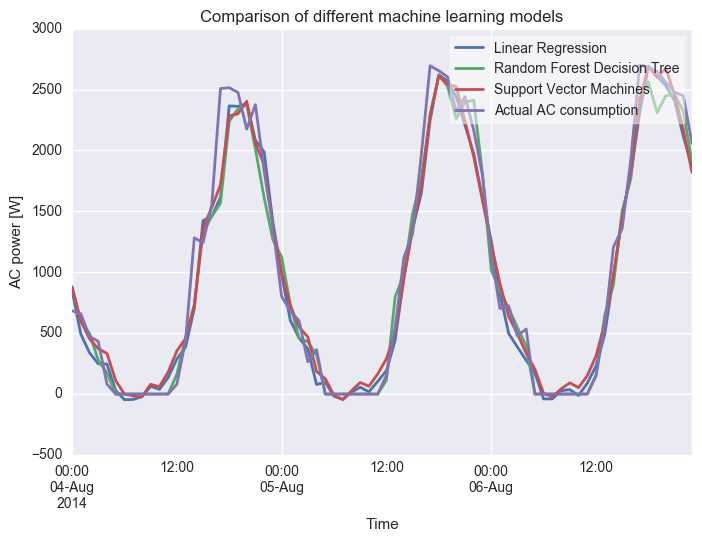 Comparison of different machine learning models
3000
2500
2000
1500
1000
500
0
−500
AC power [W]
Linear Regression
Random Forest Decision Tree
Support Vector Machines
Actual AC consumption
00:00
04-Aug
2014
12:00
00:00
05-Aug
12:00
00:00
06-Aug
12:00
Time